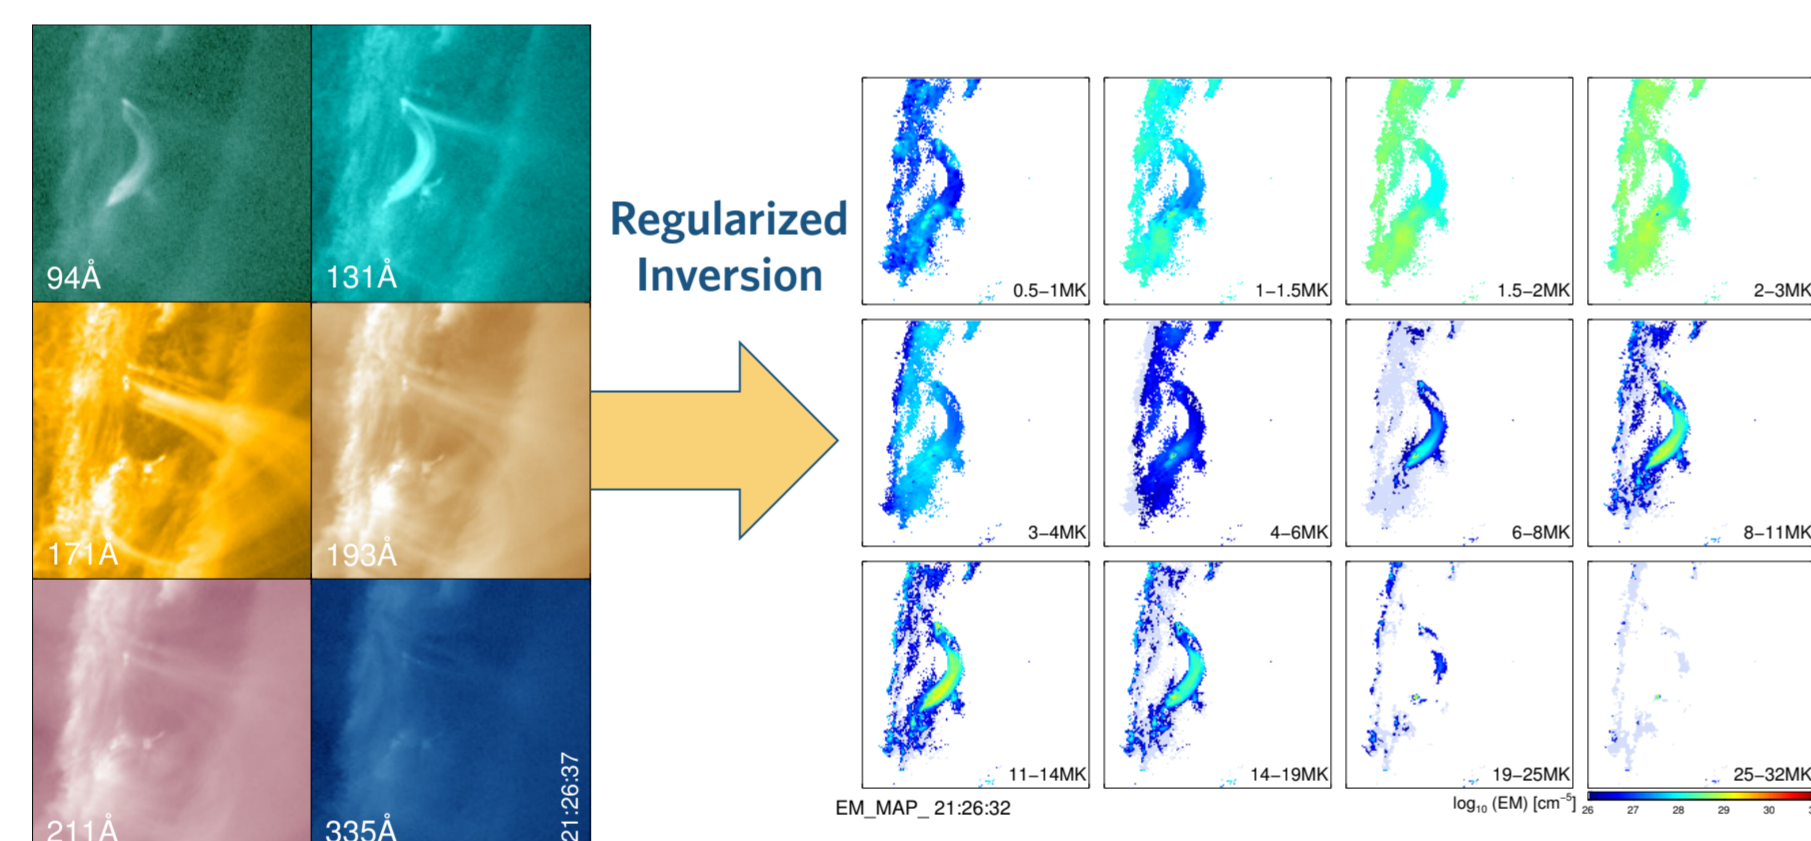 94Å
131Å
171Å
193Å
211Å
335Å
21:26:37
Regularized
Inversion
0.5–1MK
1–1.5MK
1.5–2MK
2–3MK
3–4MK
4–6MK
6–8MK
8–11MK
11–14MK
14–19MK
19–25MK
25–32MK
EM_MAP_ 21:26:32
log₁₀ (EM) [cm⁻⁵]
26 27 28 29 30